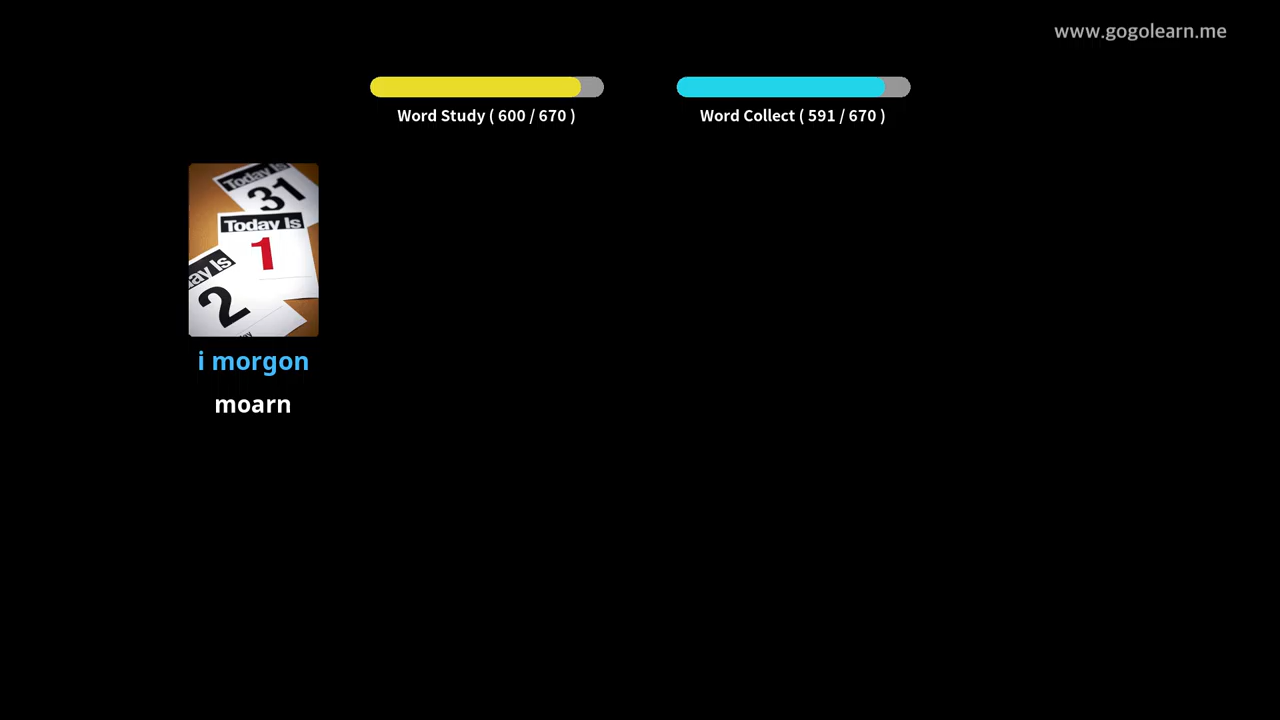 www.gogolearn.me
Word Study ( 600 / 670 )
Word Collect ( 591 / 670 )
Today Is
31
Today Is
1
ay Is
2
i morgon
moarn